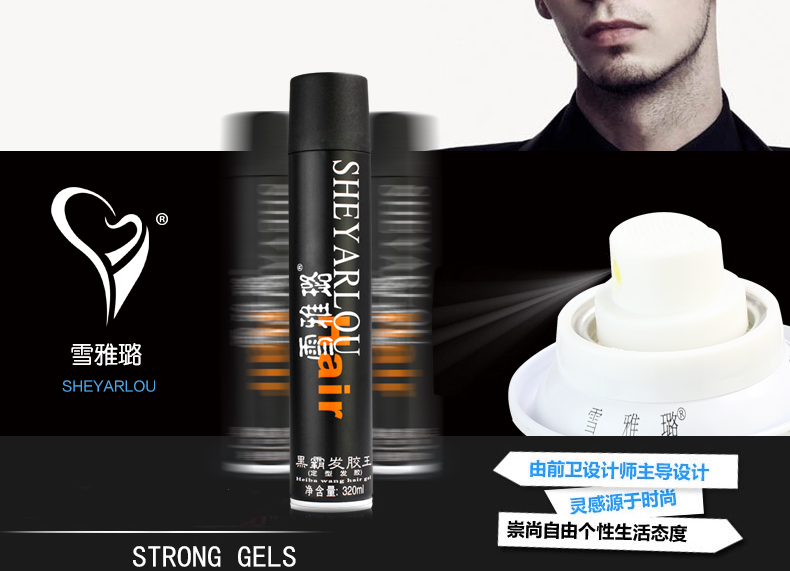 ®
雪雅璐
SHEYARLOU
SHEYARLOU
雪雅璐®
Hair
黑霸发胶王
(定型发胶)
Heiba wang hair gel
净含量: 320ml
雪雅璐®
由前卫设计师主导设计
灵感源于时尚
崇尚自由个性生活态度
STRONG GELS